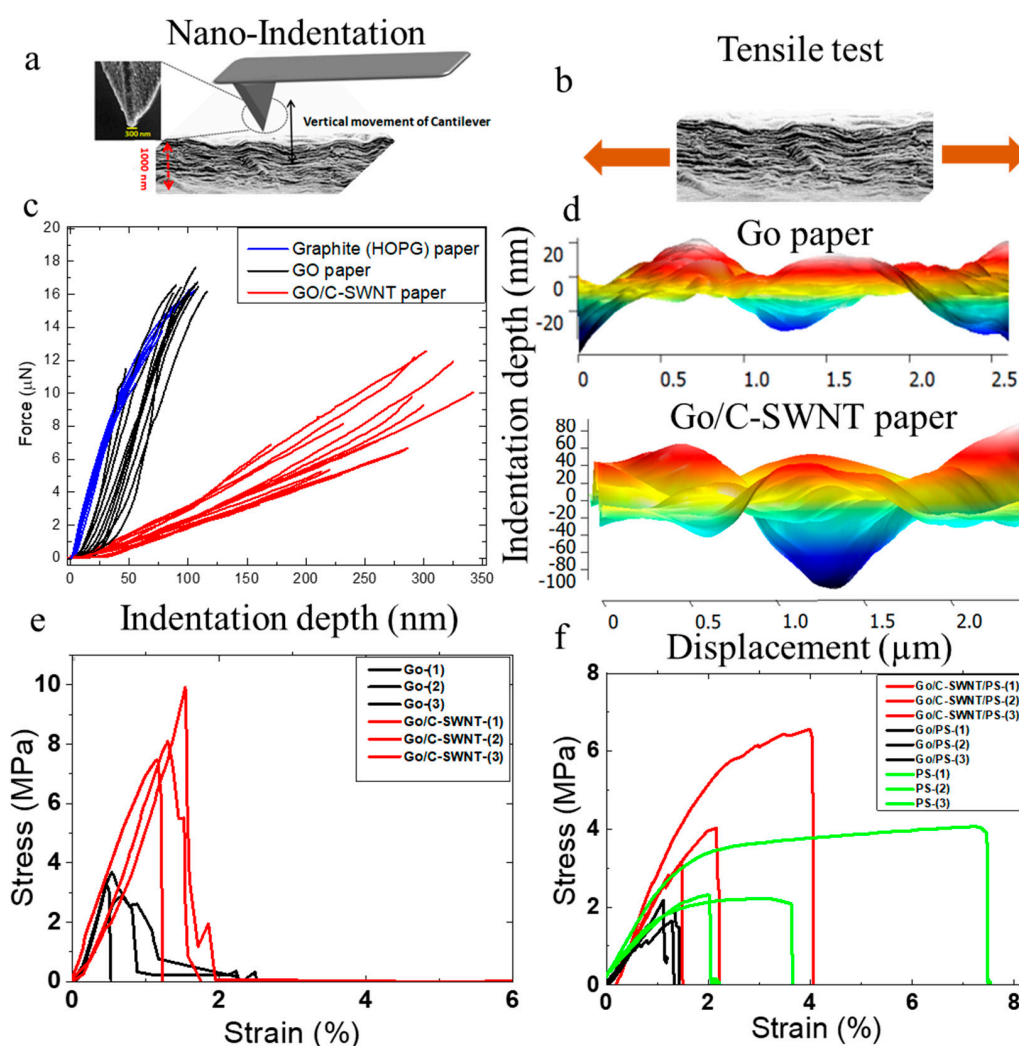 Nano-Indentation
a
300 nm
Vertical movement of Cantilever
1000 nm
Tensile test
b
c
Graphite (HOPG) paper
GO paper
GO/C-SWNT paper
20
18
16
14
12
10
8
6
4
2
0
Force (µN)
0 50 100 150 200 250 300 350
Indentation depth (nm)
d
Go paper
20
0
-20
0 0.5 1.0 1.5 2.0 2.5
Indentation depth (nm)
Go/C-SWNT paper
80
60
40
20
0
-20
-40
-60
-80
-100
0 0.5 1.0 1.5 2.0
Displacement (µm)
e
Go-(1)
Go-(2)
Go-(3)
Go/C-SWNT-(1)
Go/C-SWNT-(2)
Go/C-SWNT-(3)
10
8
6
4
2
0
Stress (MPa)
0 2 4 6
Strain (%)
f
Go/C-SWNT/PS-(1)
Go/C-SWNT/PS-(2)
Go/C-SWNT/PS-(3)
Go/PS-(1)
Go/PS-(2)
Go/PS-(3)
PS-(1)
PS-(2)
PS-(3)
8
6
4
2
0
Stress (MPa)
0 2 4 6 8
Strain (%)